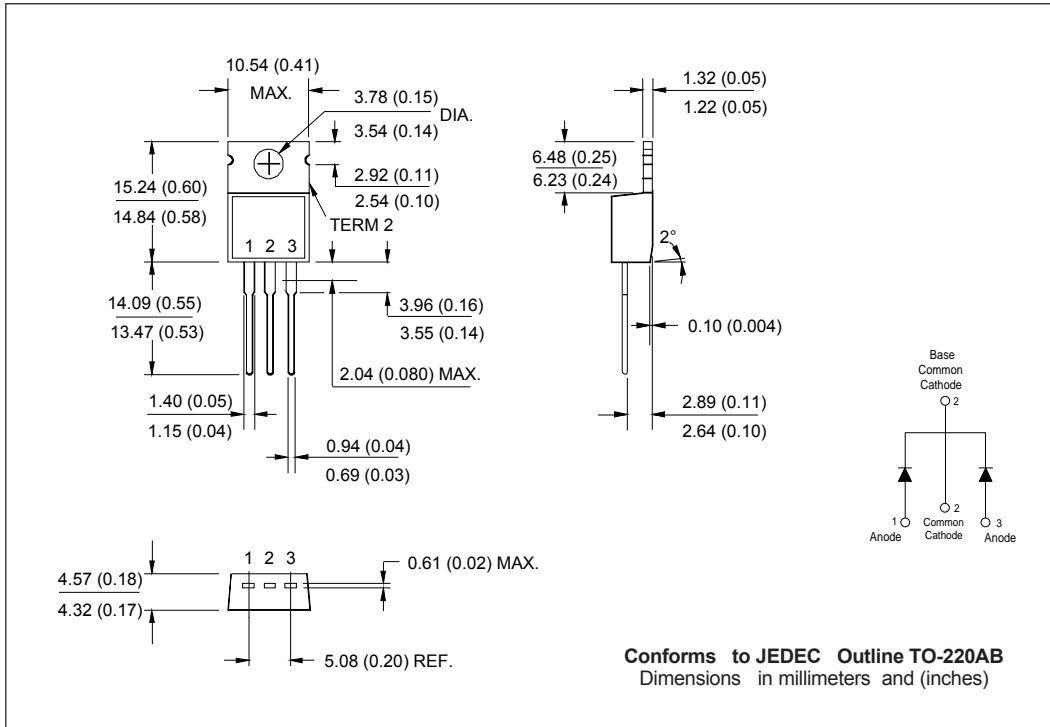 10.54 (0.41)
MAX.
3.78 (0.15)
3.54 (0.14)
DIA.
2.92 (0.11)
2.54 (0.10)
TERM 2
15.24 (0.60)
14.84 (0.58)
1 2 3
14.09 (0.55)
13.47 (0.53)
3.96 (0.16)
3.55 (0.14)
2.04 (0.080) MAX.
1.40 (0.05)
1.15 (0.04)
0.94 (0.04)
0.69 (0.03)
1.32 (0.05)
1.22 (0.05)
6.48 (0.25)
6.23 (0.24)
2°
0.10 (0.004)
2.89 (0.11)
2.64 (0.10)
Base
Common
Cathode
2
1
Anode
2
Common
Cathode
3
Anode
1 2 3
4.57 (0.18)
4.32 (0.17)
0.61 (0.02) MAX.
5.08 (0.20) REF.
Conforms to JEDEC Outline TO-220AB
Dimensions in millimeters and (inches)